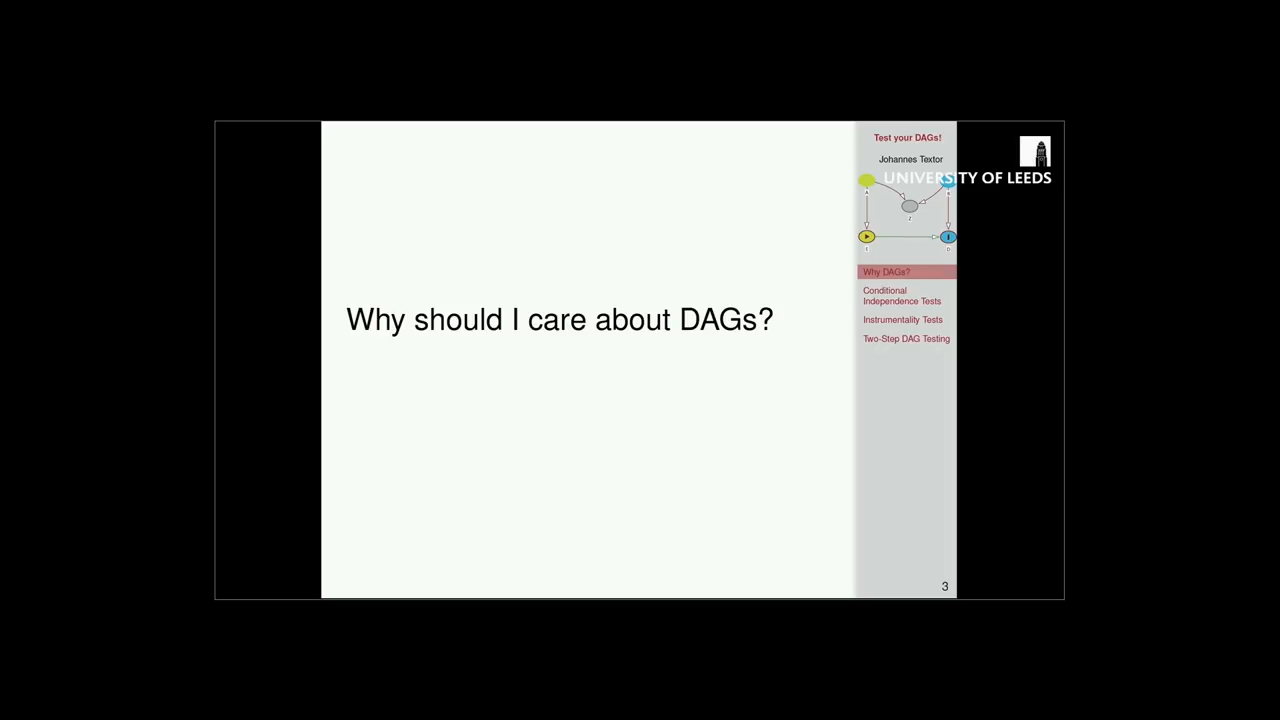 Why should I care about DAGs?
Test your DAGs!
Johannes Textor
UNIVERSITY OF LEEDS
A
B
Z
E
D
Why DAGs?
Conditional
Independence Tests
Instrumentality Tests
Two-Step DAG Testing
3